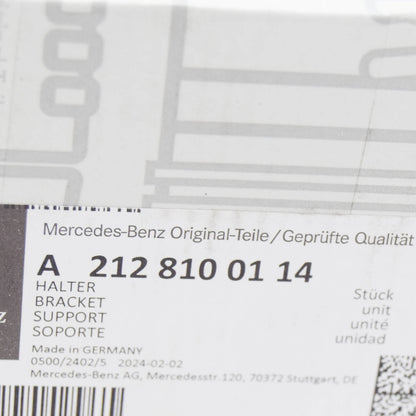 Mercedes-Benz Original-Teile/Geprüfte Qualität
A 212 810 01 14
HALTER
BRACKET
SUPPORT
SOPORTE
Stück
unit
unité
unidad
Made in GERMANY
0500/2402/5 2024-02-02
Mercedes-Benz AG, Mercedesstr.120, 70372 Stuttgart, DE